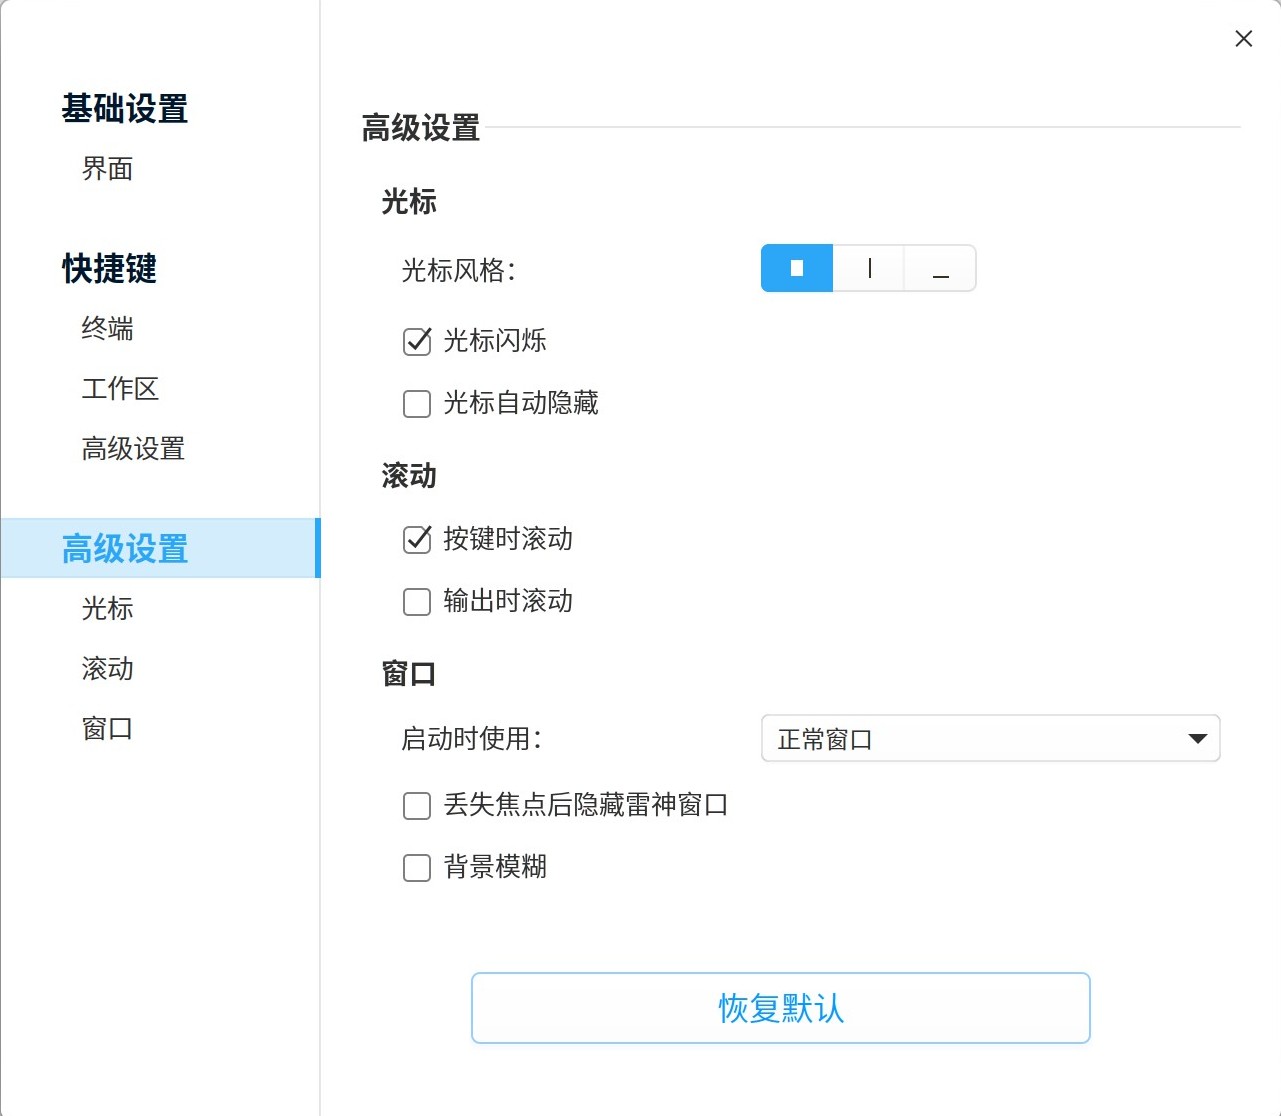 基础设置
界面
快捷键
终端
工作区
高级设置
高级设置
光标
滚动
窗口
高级设置
光标
光标风格：
光标闪烁
光标自动隐藏
滚动
按键时滚动
输出时滚动
窗口
启动时使用：
正常窗口
丢失焦点后隐藏雷神窗口
背景模糊
恢复默认